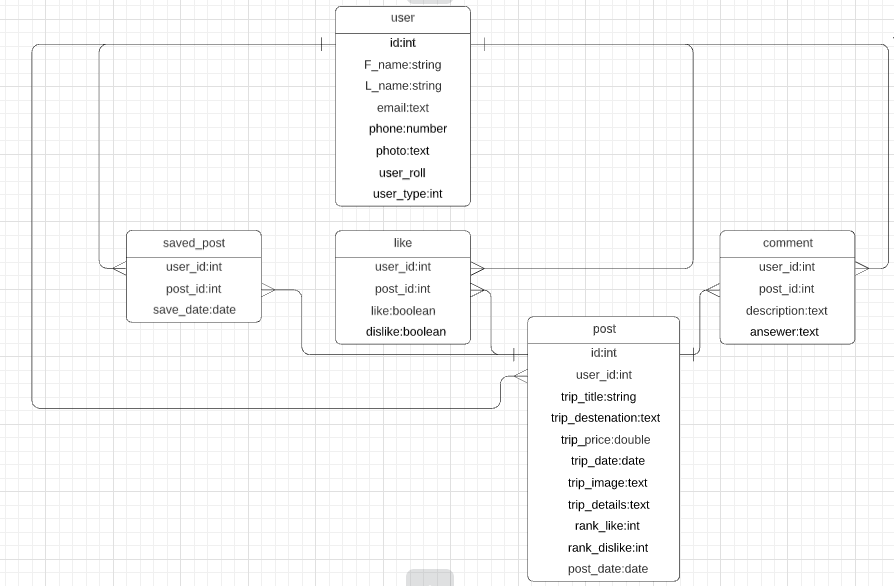 user
id:int
F_name:string
L_name:string
email:text
phone:number
photo:text
user_roll
user_type:int
saved_post
user_id:int
post_id:int
save_date:date
like
user_id:int
post_id:int
like:boolean
dislike:boolean
comment
user_id:int
post_id:int
description:text
ansewer:text
post
id:int
user_id:int
trip_title:string
trip_destenation:text
trip_price:double
trip_date:date
trip_image:text
trip_details:text
rank_like:int
rank_dislike:int
post_date:date